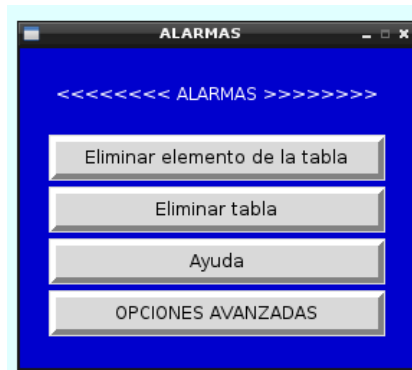 ALARMAS
<<<<<<<< ALARMAS >>>>>>>>
Eliminar elemento de la tabla
Eliminar tabla
Ayuda
OPCIONES AVANZADAS